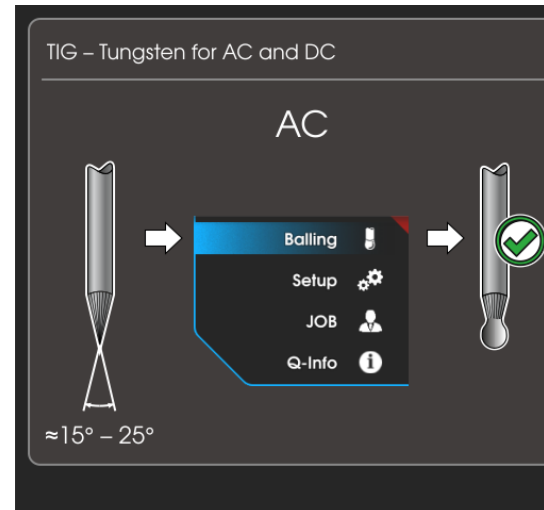 TIG – Tungsten for AC and DC
AC
Balling
Setup
JOB
Q-Info
≈15° – 25°